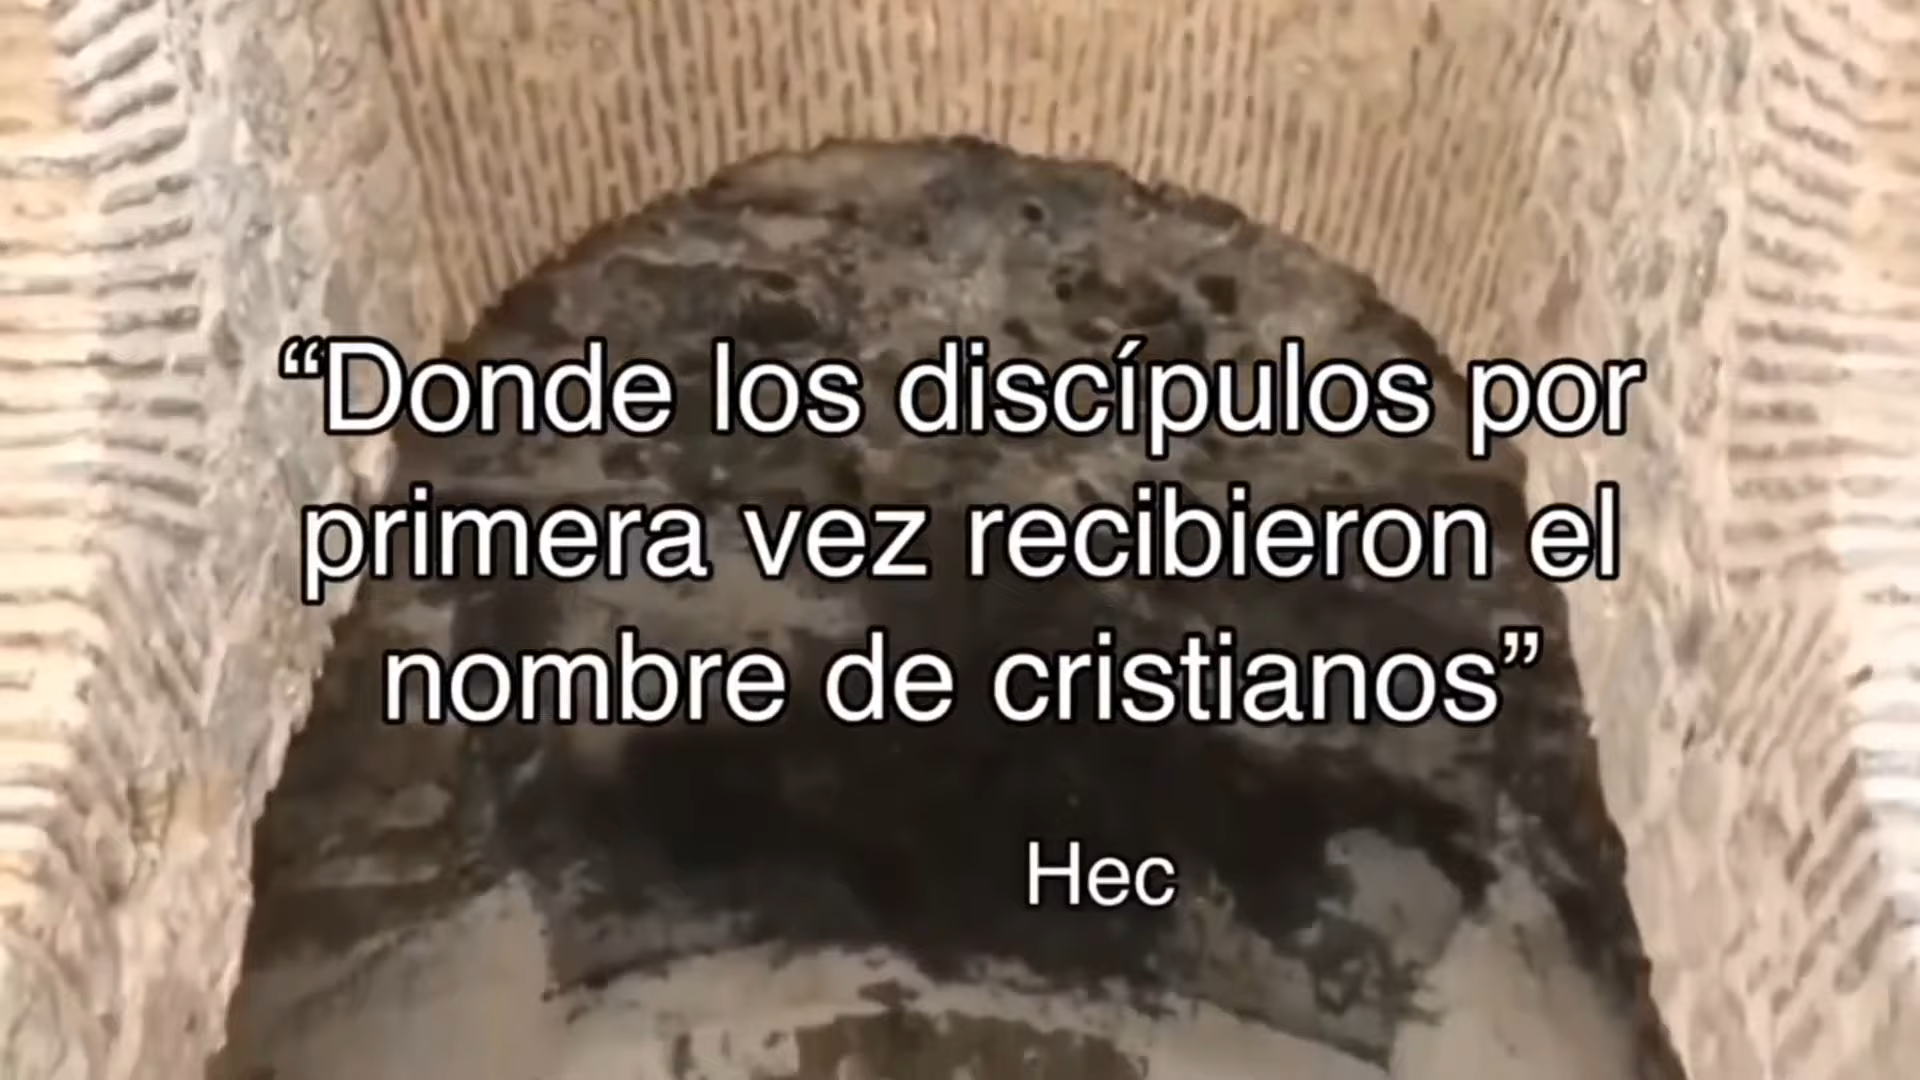 “Donde los discípulos por
primera vez recibieron el
nombre de cristianos”
Hec